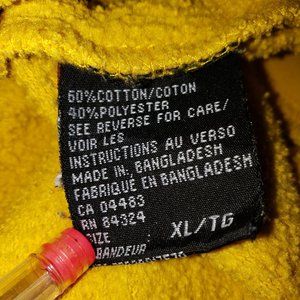 60%COTTON/COTON
40%POLYESTER
SEE REVERSE FOR CARE/
VOIR LES
INSTRUCTIONS AU VERSO
MADE IN: BANGLADESH
FABRIQUE EN BANGLADESH
CA 04483
RN 84324
SIZE XL/TG